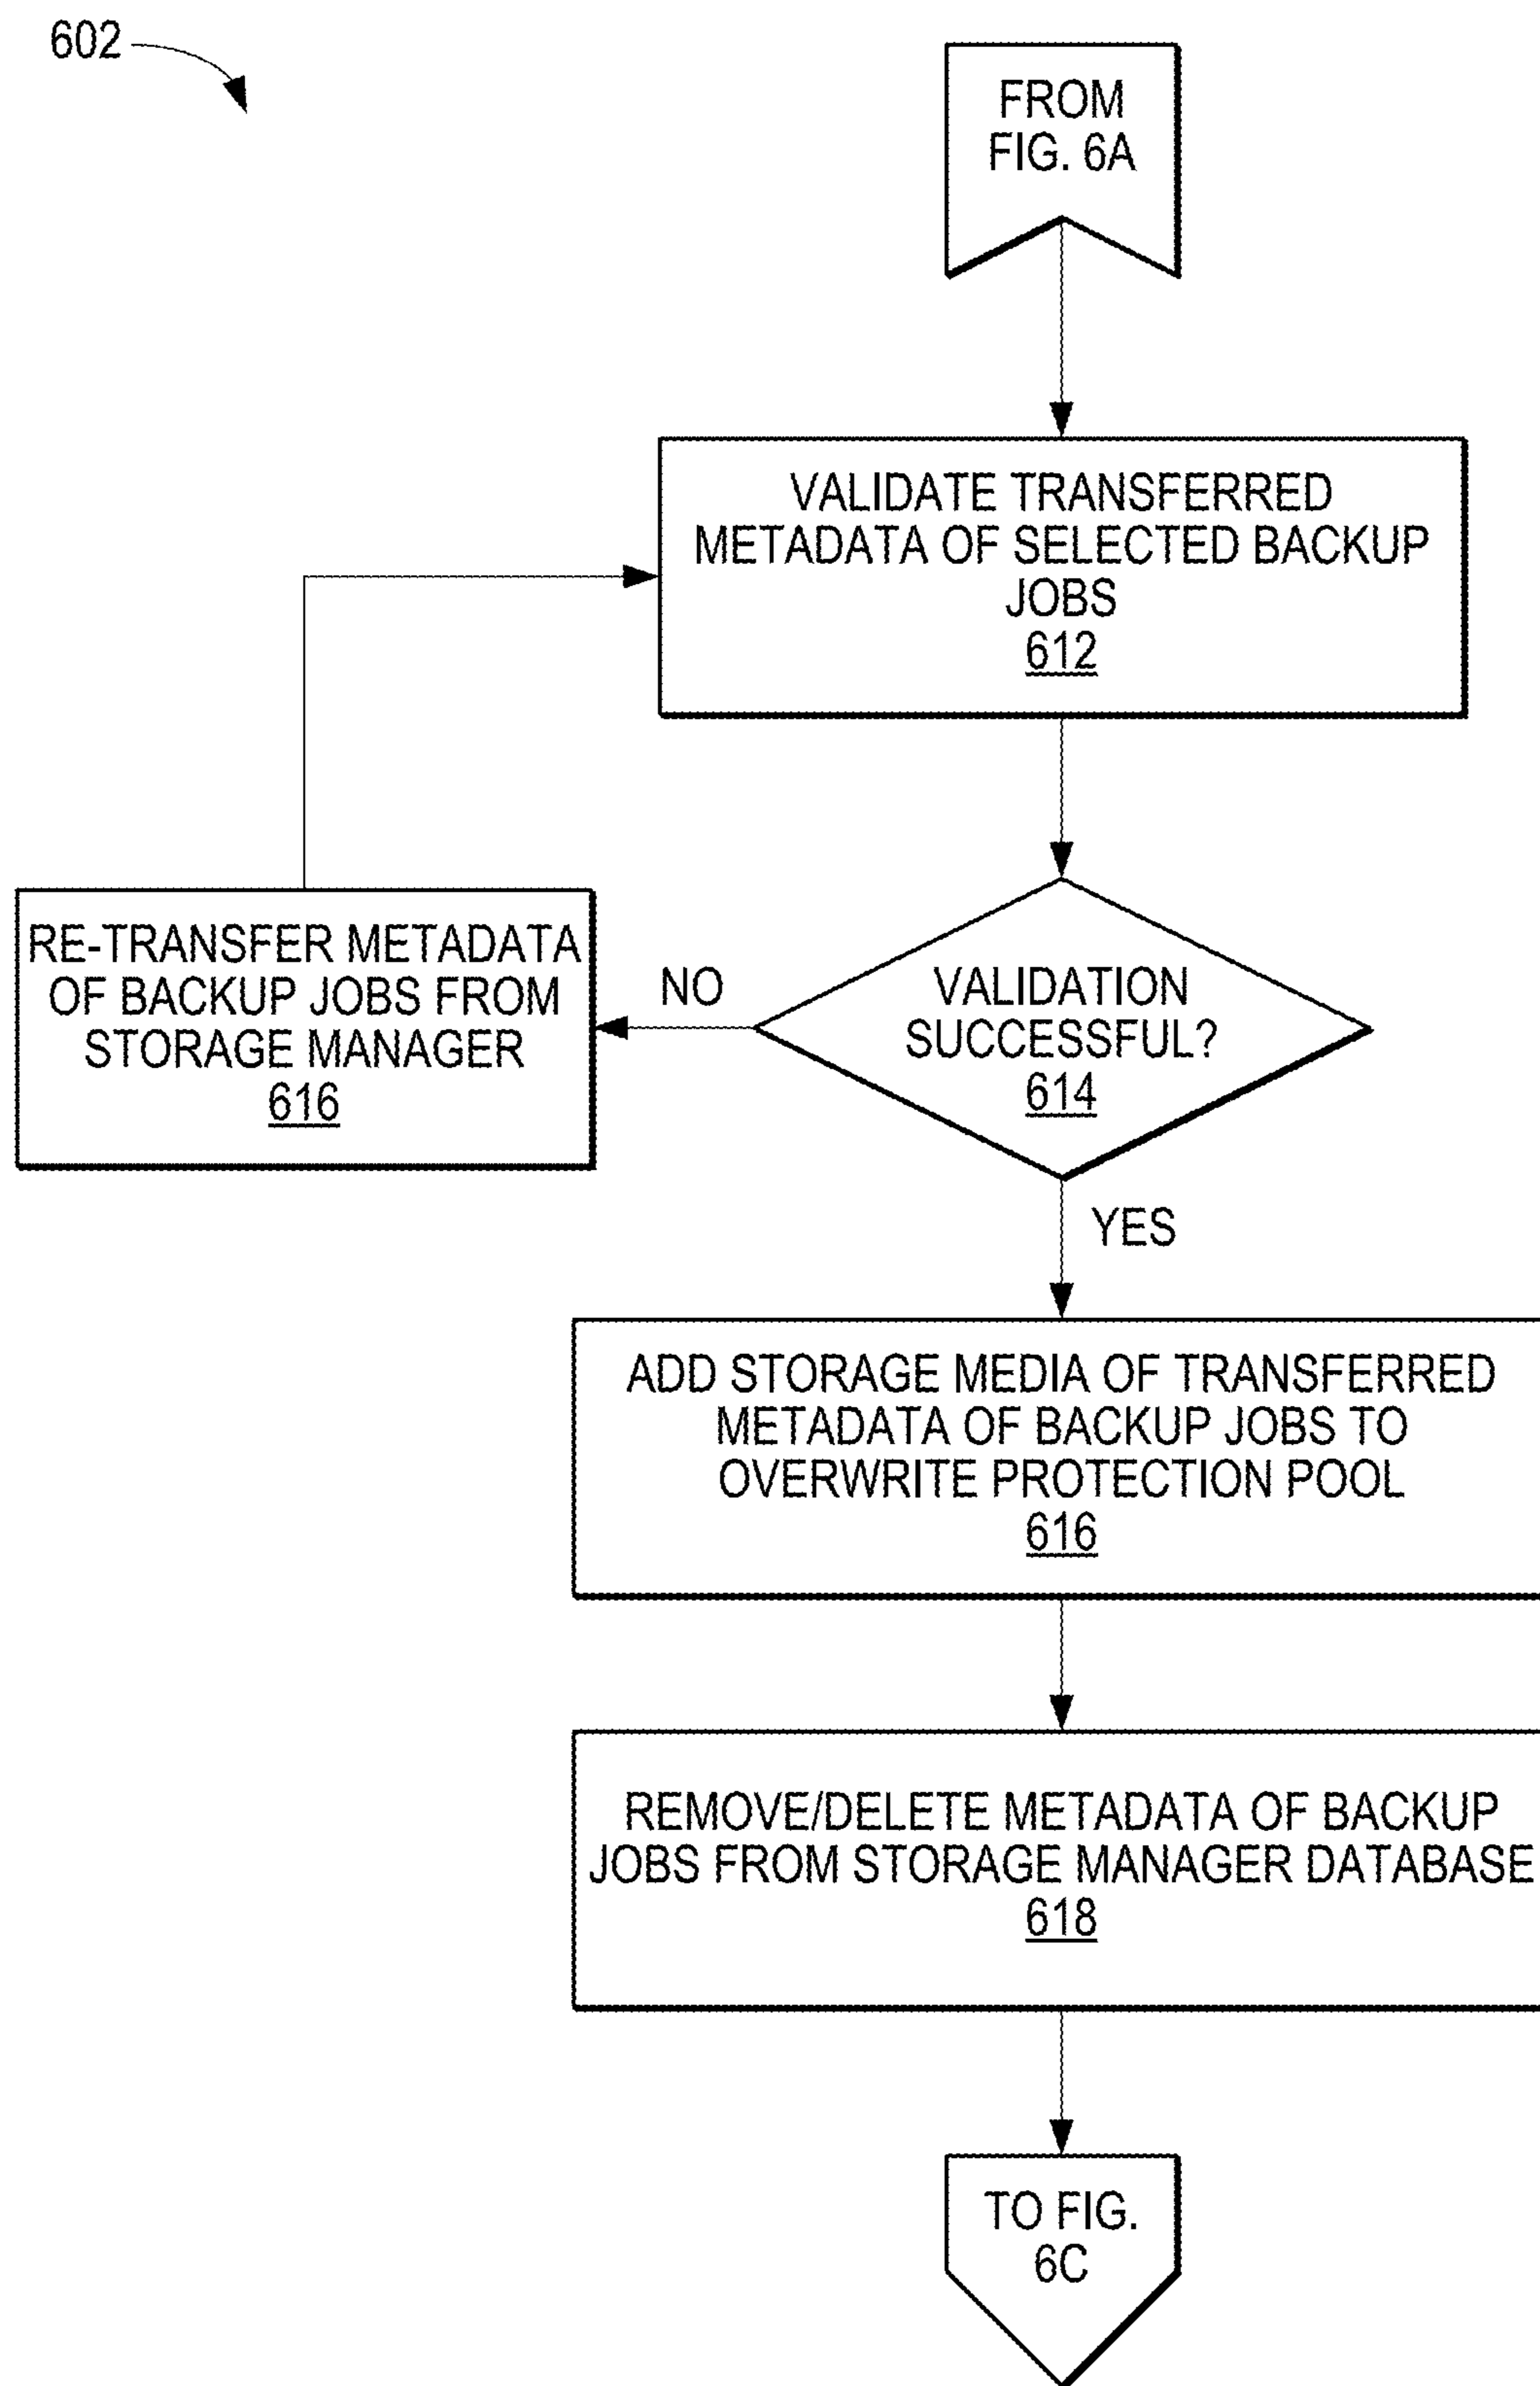 602
FROM
FIG. 6A
VALIDATE TRANSFERRED
METADATA OF SELECTED BACKUP
JOBS
612
RE-TRANSFER METADATA
OF BACKUP JOBS FROM
STORAGE MANAGER
616
NO
VALIDATION
SUCCESSFUL?
614
YES
ADD STORAGE MEDIA OF TRANSFERRED
METADATA OF BACKUP JOBS TO
OVERWRITE PROTECTION POOL
616
REMOVE/DELETE METADATA OF BACKUP
JOBS FROM STORAGE MANAGER DATABASE
618
TO FIG.
6C